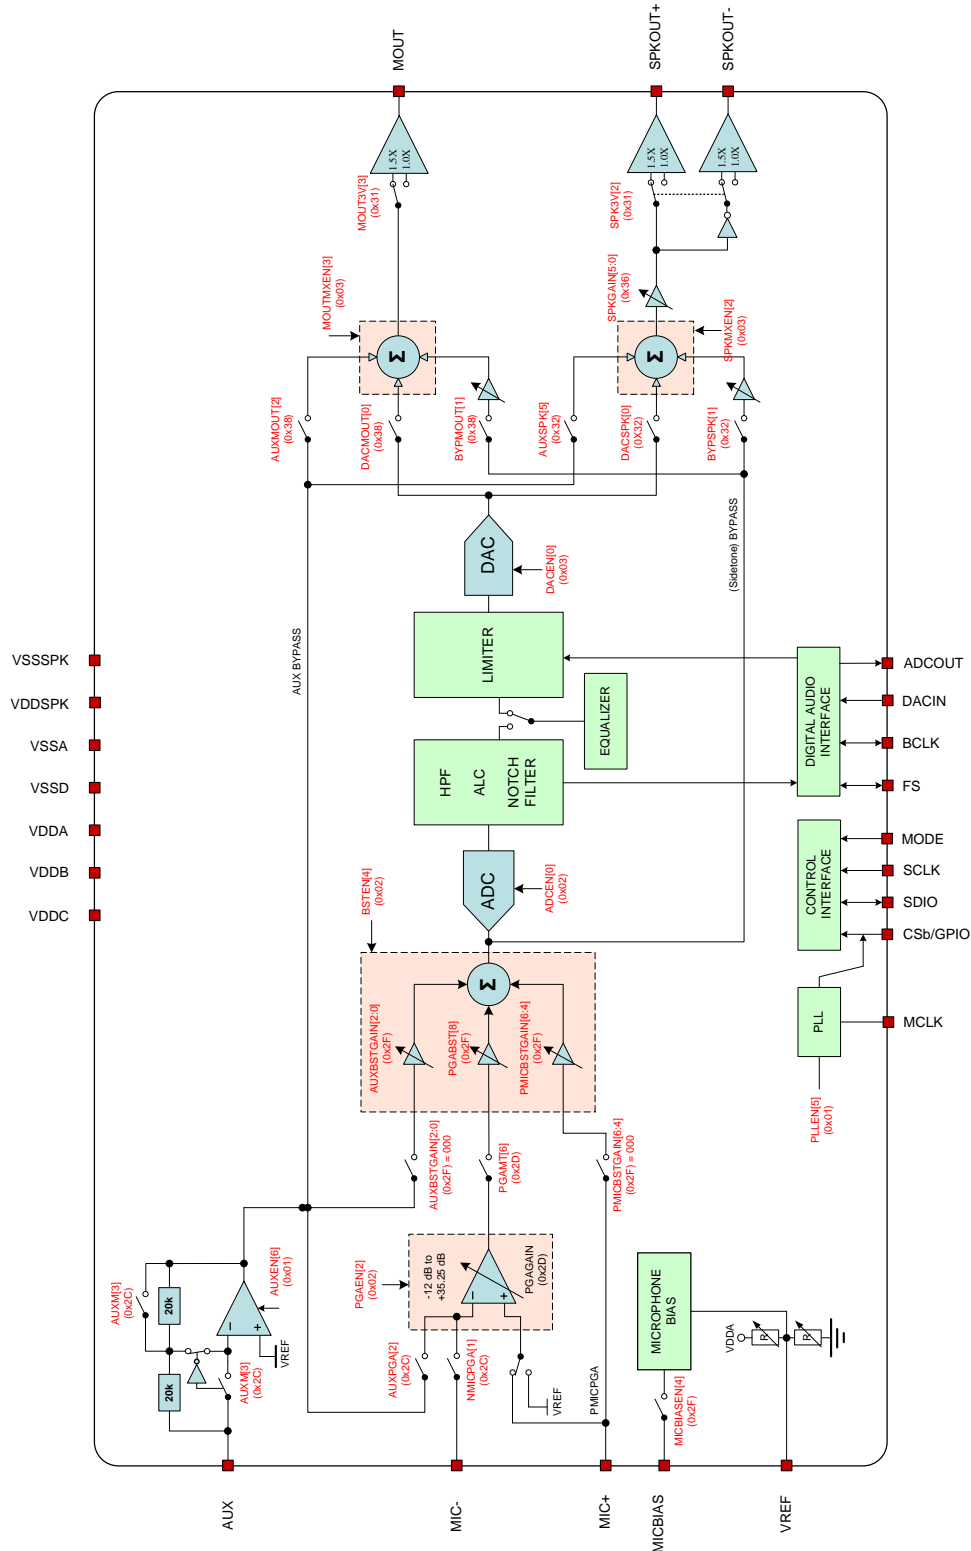 MOUT
SPKOUT+
SPKOUT-
1.5X
1.0X
MOUT3V[3]
(0x31)
1.5X
1.0X
1.5X
1.0X
SPK3V[2]
(0x31)
MOUTMXEN[3]
(0x03)
Σ
SPKGAIN[5:0]
(0x36)
Σ
SPKMXEN[2]
(0x03)
AUXMOUT[2]
(0x38)
DACMOUT[0]
(0x38)
BYPMOUT[1]
(0x38)
AUXSPK[5]
(0x32)
DACSPK[0]
(0X32)
BYPSPK[1]
(0x32)
DAC
DACEN[0]
(0x03)
AUX BYPASS
(Sidetone) BYPASS
LIMITER
EQUALIZER
HPF
ALC
NOTCH
FILTER
ADC
ADCEN[0]
(0x02)
VSSSPK
VDDSPK
VSSA
VSSD
VDDA
VDDB
VDDC
DIGITAL AUDIO
INTERFACE
ADCOUT
DACIN
BCLK
FS
CONTROL
INTERFACE
MODE
SCLK
SDIO
CSb/GPIO
PLL
MCLK
PLLEN[5]
(0x01)
BSTEN[4]
(0x02)
Σ
AUXBSTGAIN[2:0]
(0x2F)
PGABST[8]
(0x2F)
PMICBSTGAIN[6:4]
(0x2F)
AUXBSTGAIN[2:0]
(0x2F) = 000
PGAMT[6]
(0x2D)
PMICBSTGAIN[6:4]
(0x2F) = 000
AUXM[3]
(0x2C)
20k
20k
AUXEN[6]
(0x01)
−
+
VREF
AUXM[3]
(0x2C)
PGAEN[2]
(0x02)
-12 dB to
+35.25 dB
−
+
PGAGAIN
(0x2D)
AUXPGA[2]
(0x2C)
NMICPGA[1]
(0x2C)
VREF
PMICPGA
MICROPHONE
BIAS
MICBIASEN[4]
(0x2F)
VDDA
R
R
AUX
MIC-
MIC+
MICBIAS
VREF